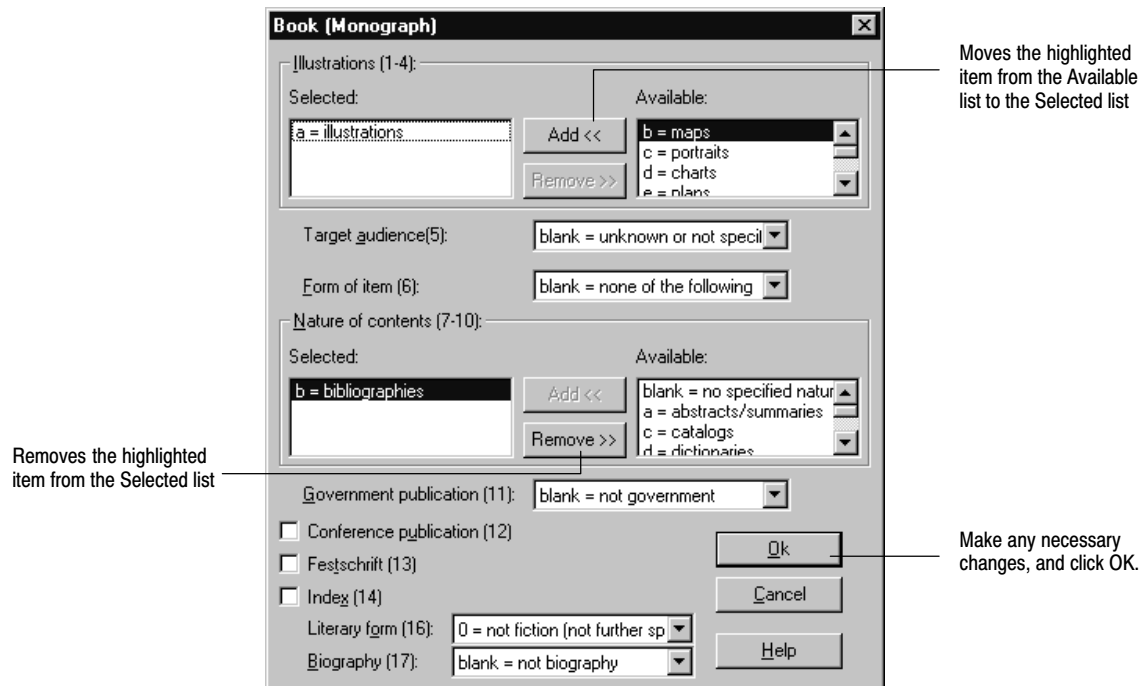 Book (Monograph)
Illustrations (1-4):
Selected:
Available:
a = illustrations
Add <<
Remove >>
b = maps
c = portraits
d = charts
e = plans
Moves the highlighted
item from the Available
list to the Selected list
Target audience(5):
blank = unknown or not specil
Form of item (6):
blank = none of the following
Nature of contents (7-10):
Selected:
Available:
b = bibliographies
Add <<
Remove >>
blank = no specified natur
a = abstracts/summaries
c = catalogs
d = dictionaries
Removes the highlighted
item from the Selected list
Government publication (11):
blank = not government
Conference publication (12)
Festschrift (13)
Index (14)
Ok
Make any necessary
changes, and click OK.
Cancel
Literary form (16):
0 = not fiction (not further sp
Biography (17):
blank = not biography
Help